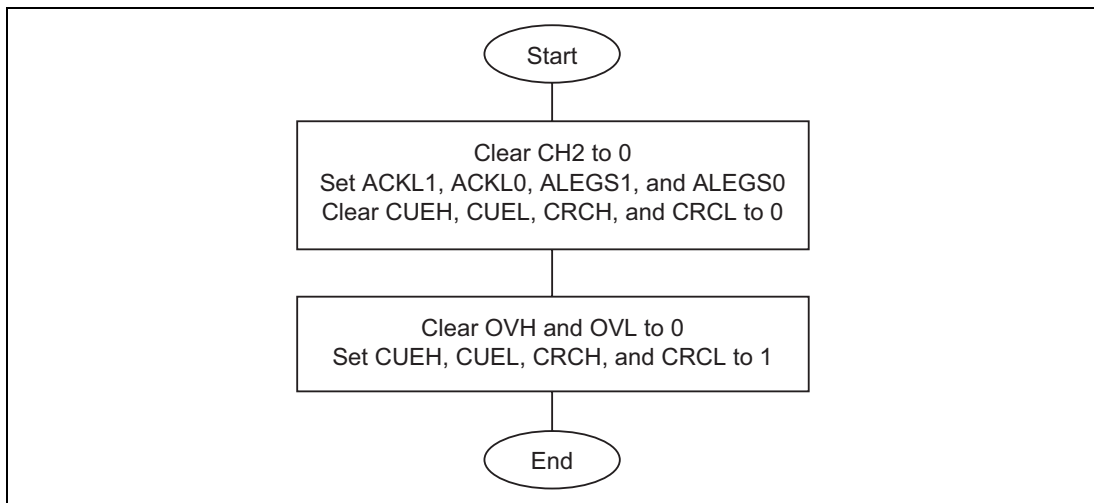 Start
Clear CH2 to 0
Set ACKL1, ACKL0, ALEGS1, and ALEGS0
Clear CUEH, CUEL, CRCH, and CRCL to 0
Clear OVH and OVL to 0
Set CUEH, CUEL, CRCH, and CRCL to 1
End